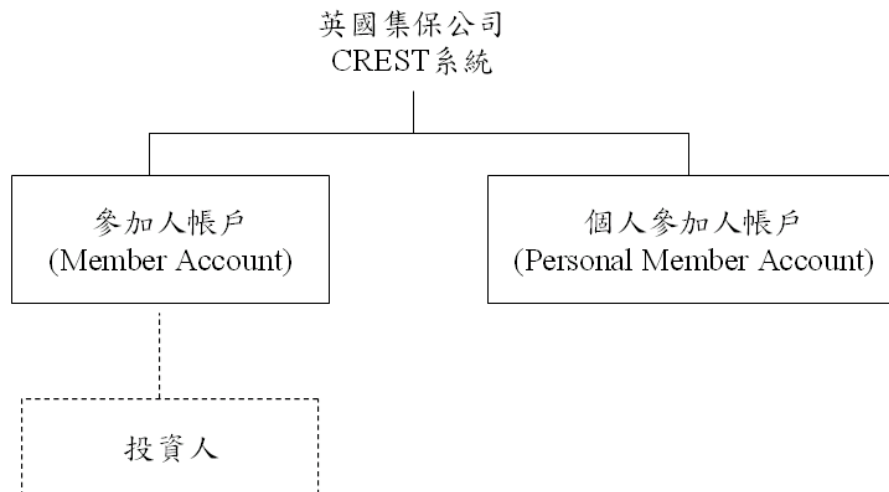 英國集保公司
CREST系統
參加人帳戶
(Member Account)
個人參加人帳戶
(Personal Member Account)
投資人